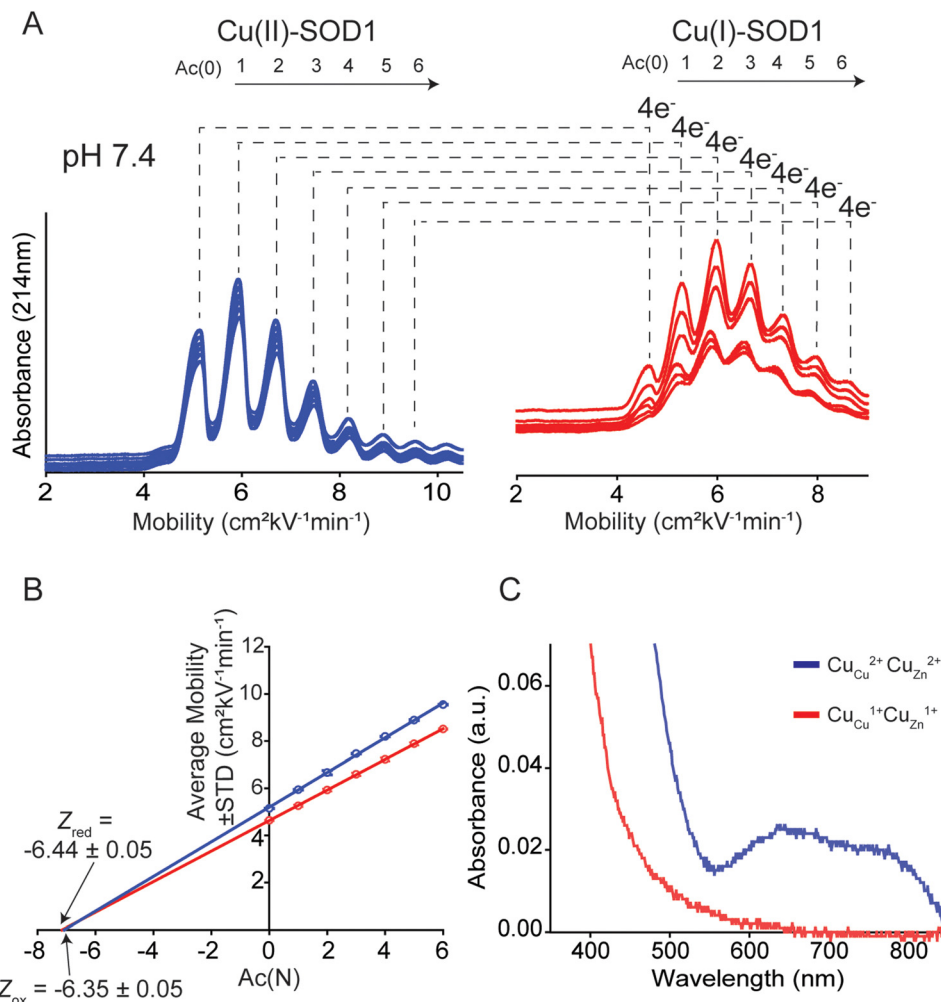 A
Cu(II)-SOD1
Ac(0) 1 2 3 4 5 6
Cu(I)-SOD1
Ac(0) 1 2 3 4 5 6
4e⁻
4e⁻
4e⁻
4e⁻
4e⁻
4e⁻
4e⁻
pH 7.4
Absorbance (214nm)
2 4 6 8 10
Mobility (cm²kV⁻¹min⁻¹)
2 4 6 8
Mobility (cm²kV⁻¹min⁻¹)
B
Average Mobility
±STD (cm²kV⁻¹min⁻¹)
12
10
8
6
4
2
Z_red =
-6.44 ± 0.05
-8 -6 -4 -2 0 2 4 6
Ac(N)
Z_ox = -6.35 ± 0.05
C
Absorbance (a.u.)
0.06
0.04
0.02
0.00
400 500 600 700 800
Wavelength (nm)
Cu_Cu²⁺ Cu_Zn²⁺
Cu_Cu¹⁺Cu_Zn¹⁺